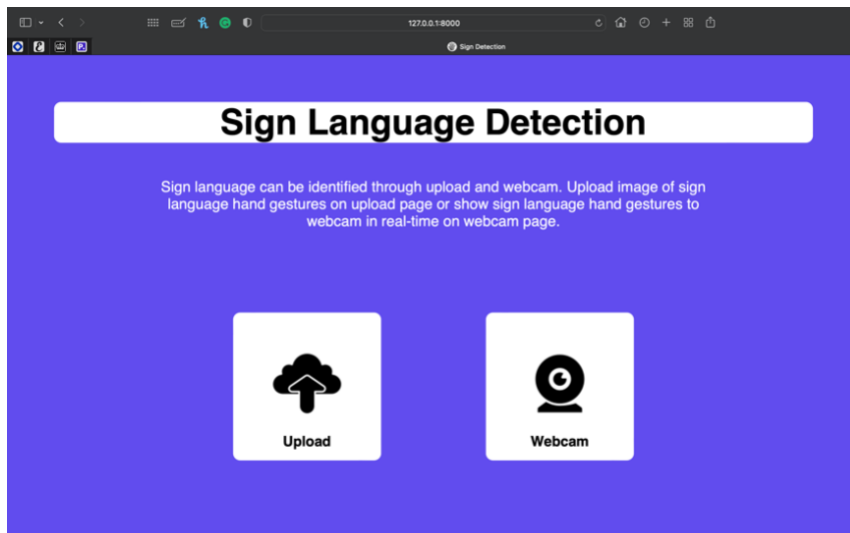 127.0.0.1:8000
Sign Detection
Sign Language Detection
Sign language can be identified through upload and webcam. Upload image of sign
language hand gestures on upload page or show sign language hand gestures to
webcam in real-time on webcam page.
Upload
Webcam